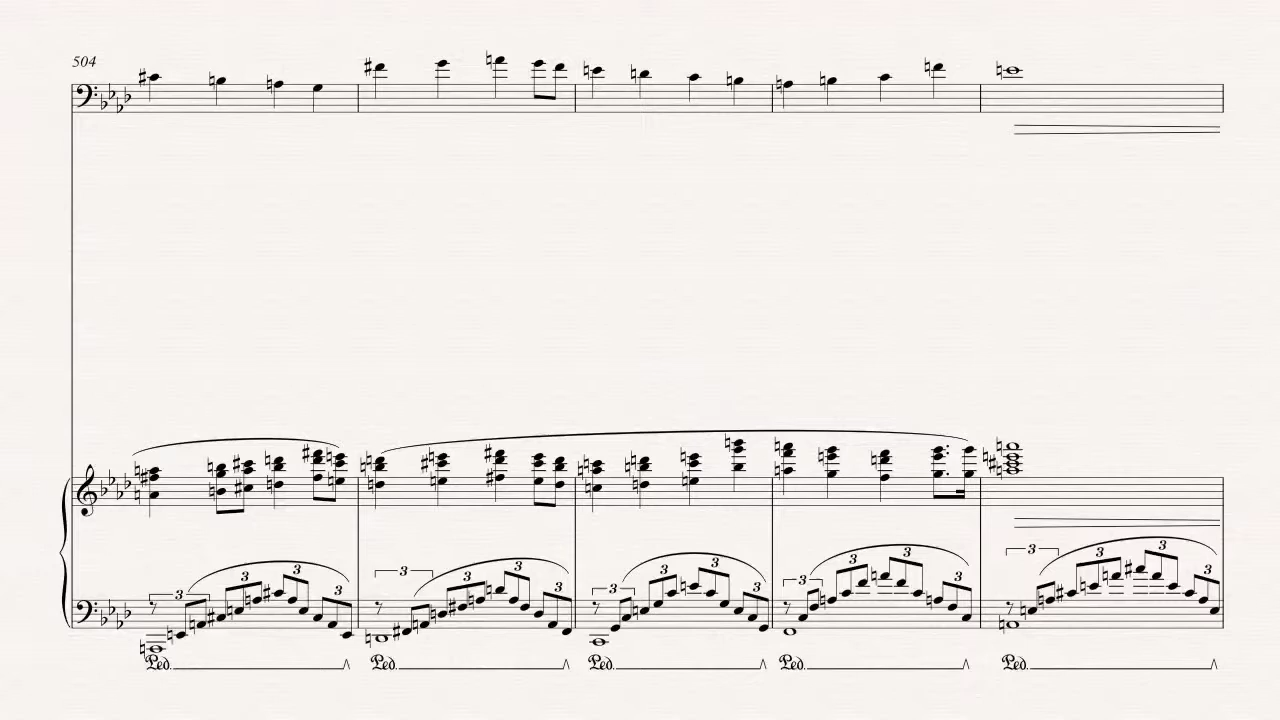 504
3 3 3 3 3
3 3 3 3 3 3 3 3 3 3
3 3 3 3 3
Ped. Ped. Ped. Ped. Ped.